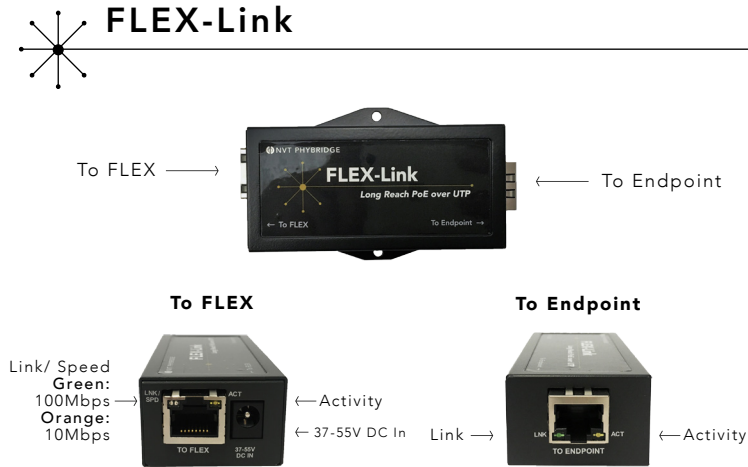 FLEX-Link
NVT PHYBRIDGE
FLEX-Link
Long Reach PoE over UTP
← To FLEX
To Endpoint →
To FLEX
To Endpoint
To FLEX
To Endpoint
Link/ Speed
Green:
100Mbps
Orange:
10Mbps
FLEX-Link
LNK/
SPD
ACT
TO FLEX
37-55V
DC IN
Activity
37-55V DC In
Link
LNK
ACT
TO ENDPOINT
Activity